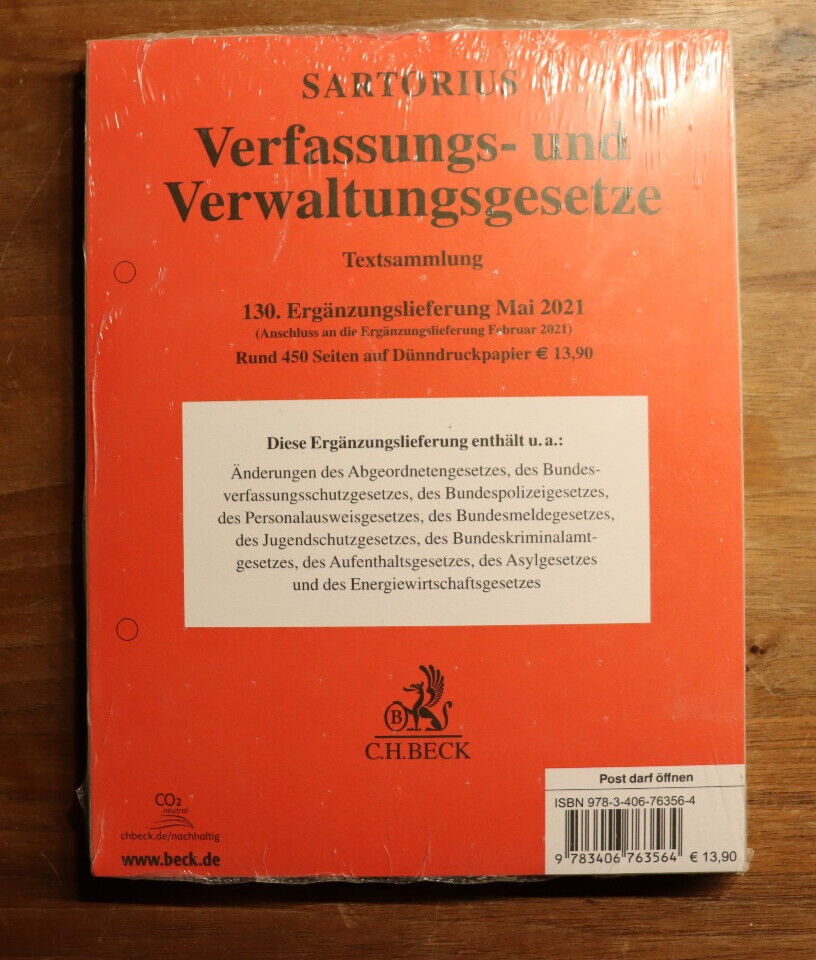 SARTORIUS
Verfassungs- und
Verwaltungsgesetze
Textsammlung
130. Ergänzungslieferung Mai 2021
(Anschluss an die Ergänzungslieferung Februar 2021)
Rund 450 Seiten auf Dünndruckpapier € 13,90
Diese Ergänzungslieferung enthält u. a.:
Änderungen des Abgeordnetengesetzes, des Bundes-
verfassungsschutzgesetzes, des Bundespolizeigesetzes,
des Personalausweisgesetzes, des Bundesmeldegesetzes,
des Jugendschutzgesetzes, des Bundeskriminalamt-
gesetzes, des Aufenthaltsgesetzes, des Asylgesetzes
und des Energiewirtschaftsgesetzes
B
C.H.BECK
CO2
neutral
chbeck.de/nachhaltig
www.beck.de
Post darf öffnen
ISBN 978-3-406-76356-4
9 783406 763564 € 13,90